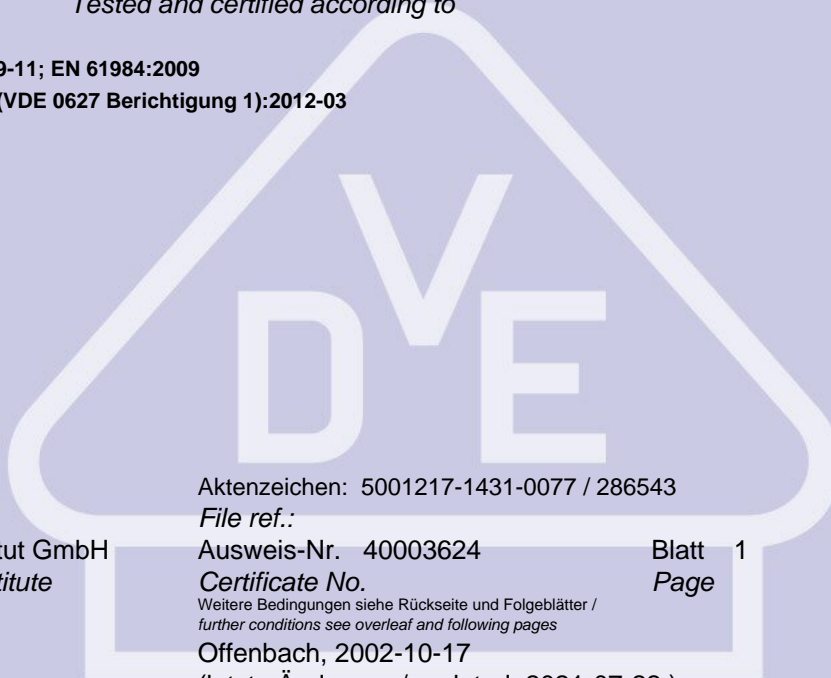 Tested and certified according to
9-11; EN 61984:2009
(VDE 0627 Berichtigung 1):2012-03
VDE
Aktenzeichen: 5001217-1431-0077 / 286543
File ref.:
tut GmbH Ausweis-Nr. 40003624 Blatt 1
titute Certificate No. Page
Weitere Bedingungen siehe Rückseite und Folgeblätter /
further conditions see overleaf and following pages
Offenbach, 2002-10-17